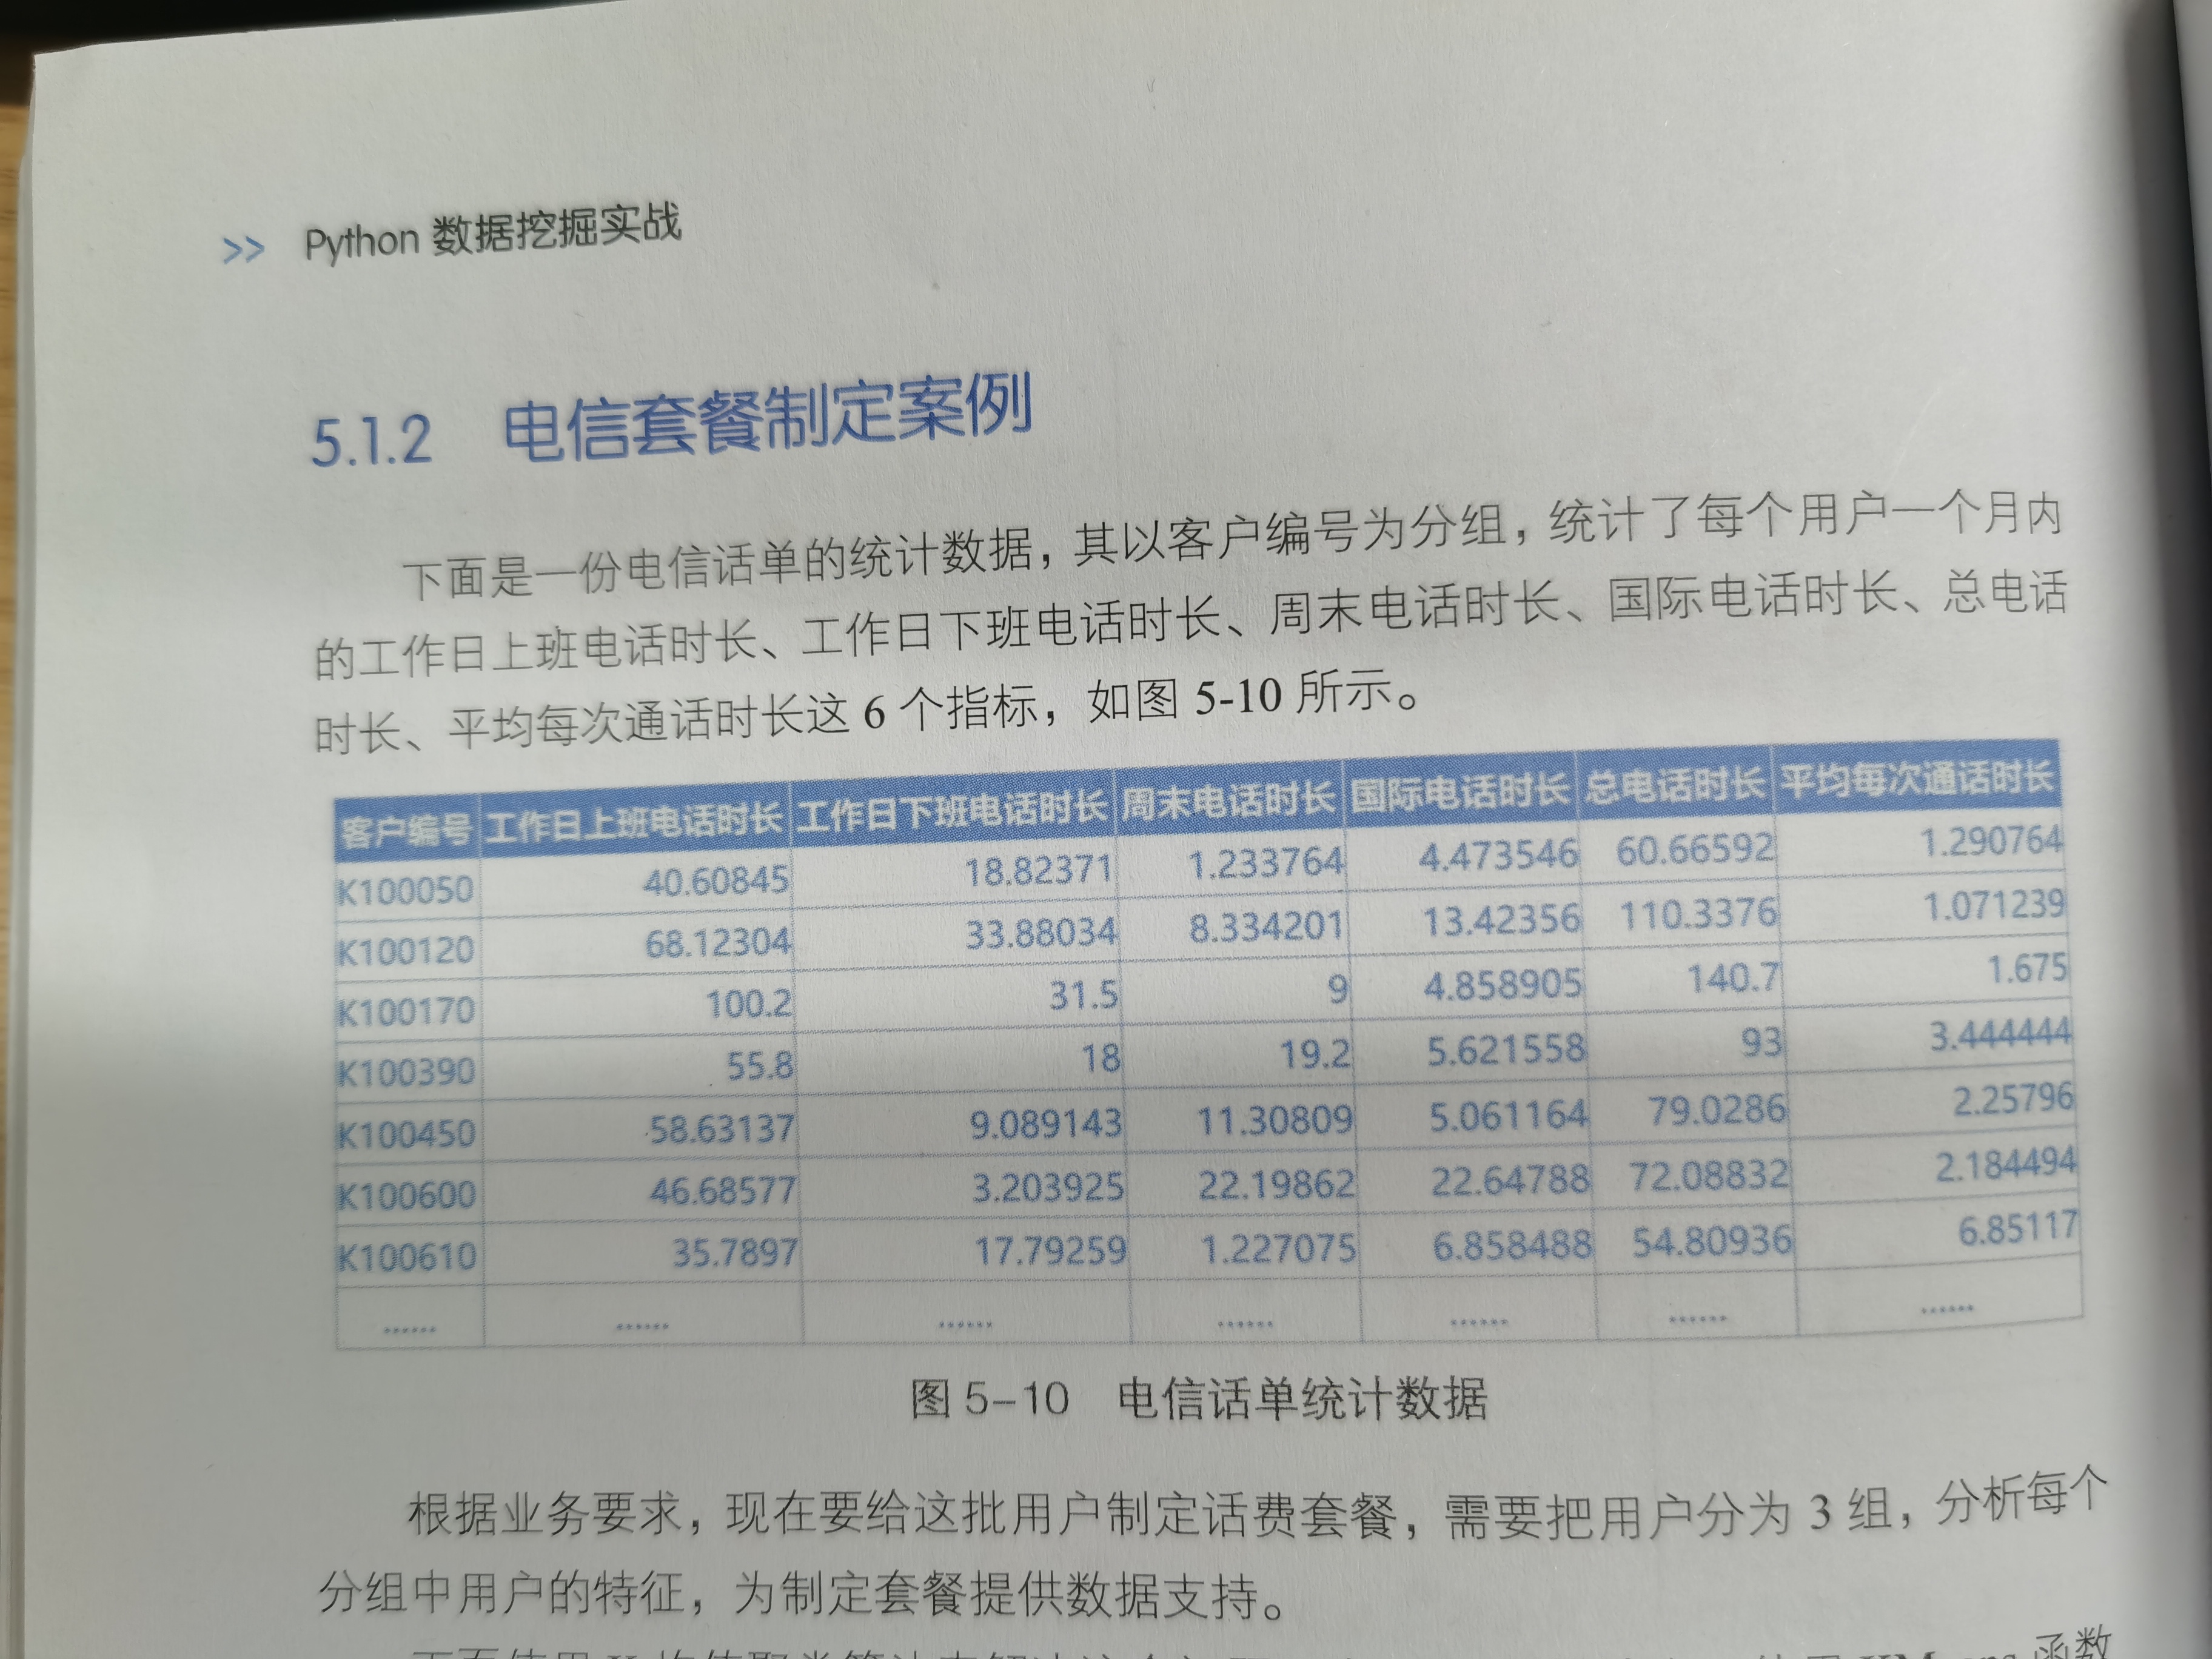 >> Python 数据挖掘实战
5.1.2 电信套餐制定案例
下面是一份电信话单的统计数据，其以客户编号为分组，统计了每个用户一个月内
的工作日上班电话时长、工作日下班电话时长、周末电话时长、国际电话时长、总电话
时长、平均每次通话时长这 6 个指标，如图 5-10 所示。
客户编号 工作日上班电话时长 工作日下班电话时长 周末电话时长 国际电话时长 总电话时长 平均每次通话时长
K100050 40.60845 18.82371 1.233764 4.473546 60.66592 1.290764
K100120 68.12304 33.88034 8.334201 13.42356 110.3376 1.071239
K100170 100.2 31.5 9 4.858905 140.7 1.675
K100390 55.8 18 19.2 5.621558 93 3.444444
K100450 58.63137 9.089143 11.30809 5.061164 79.0286 2.25796
K100600 46.68577 3.203925 22.19862 22.64788 72.08832 2.184494
K100610 35.7897 17.79259 1.227075 6.858488 54.80936 6.85117
…… …… …… …… …… …… ……
图 5-10 电信话单统计数据
根据业务要求，现在要给这批用户制定话费套餐，需要把用户分为 3 组，分析每个
分组中用户的特征，为制定套餐提供数据支持。